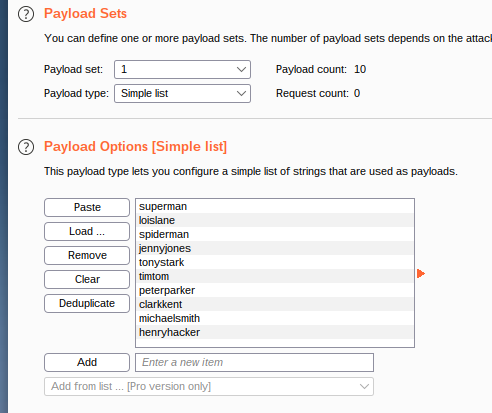 Payload Sets
You can define one or more payload sets. The number of payload sets depends on the attack
Payload set: 1 Payload count: 10
Payload type: Simple list Request count: 0
Payload Options [Simple list]
This payload type lets you configure a simple list of strings that are used as payloads.
Paste superman
loislane
Load ... spiderman
jennyjones
Remove tonystark
timtom
Clear peterparker
clarkkent
Deduplicate
michaelsmith
henryhacker
Add Enter a new item
Add from list ... [Pro version only]